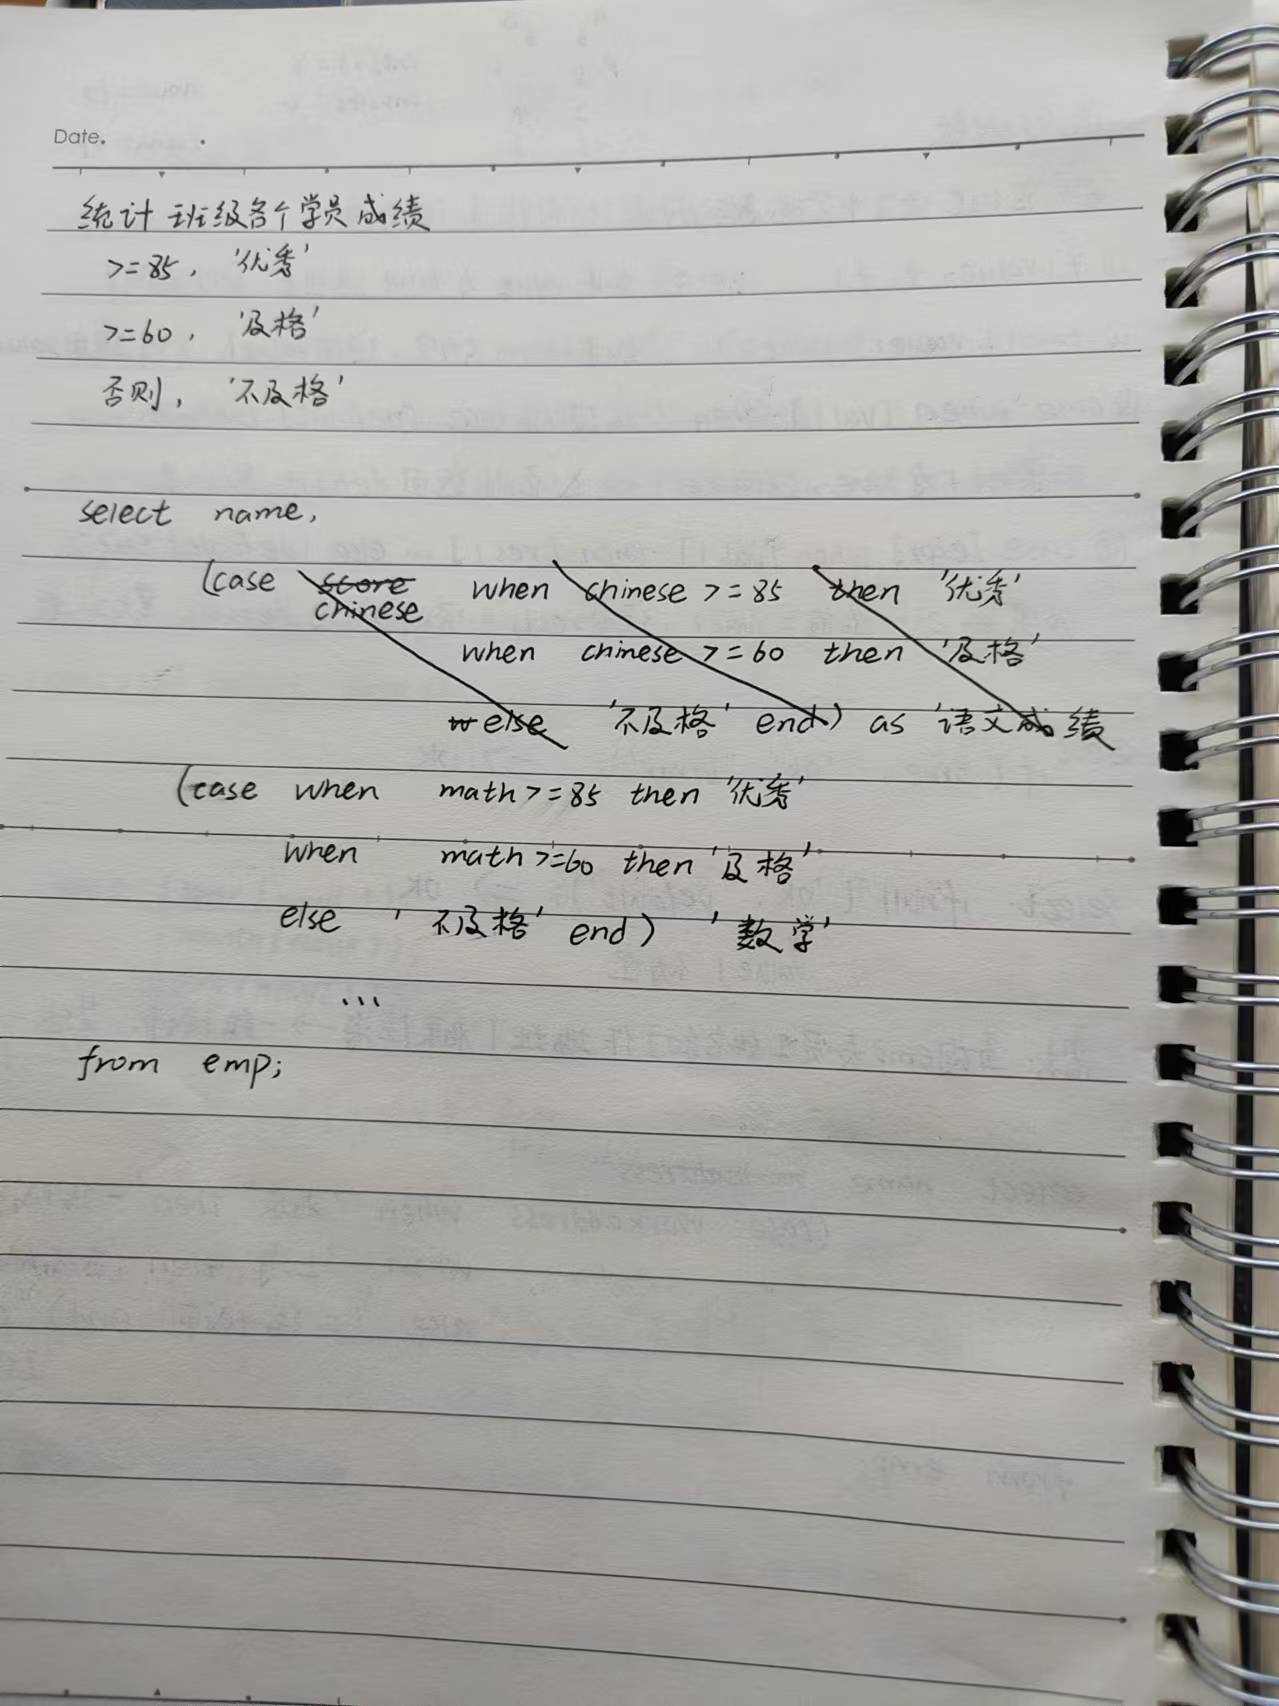 Date.
统计 班级各个学员成绩
>=85, '优秀'
>=60, '及格'
否则, '不及格'
select name,
(case score when chinese >=85 then '优秀'
chinese
when chinese >=60 then '及格'
else '不及格' end) as '语文成绩
(case when math>=85 then '优秀'
when math>=60 then '及格'
else '不及格' end) '数学'
...
from emp;